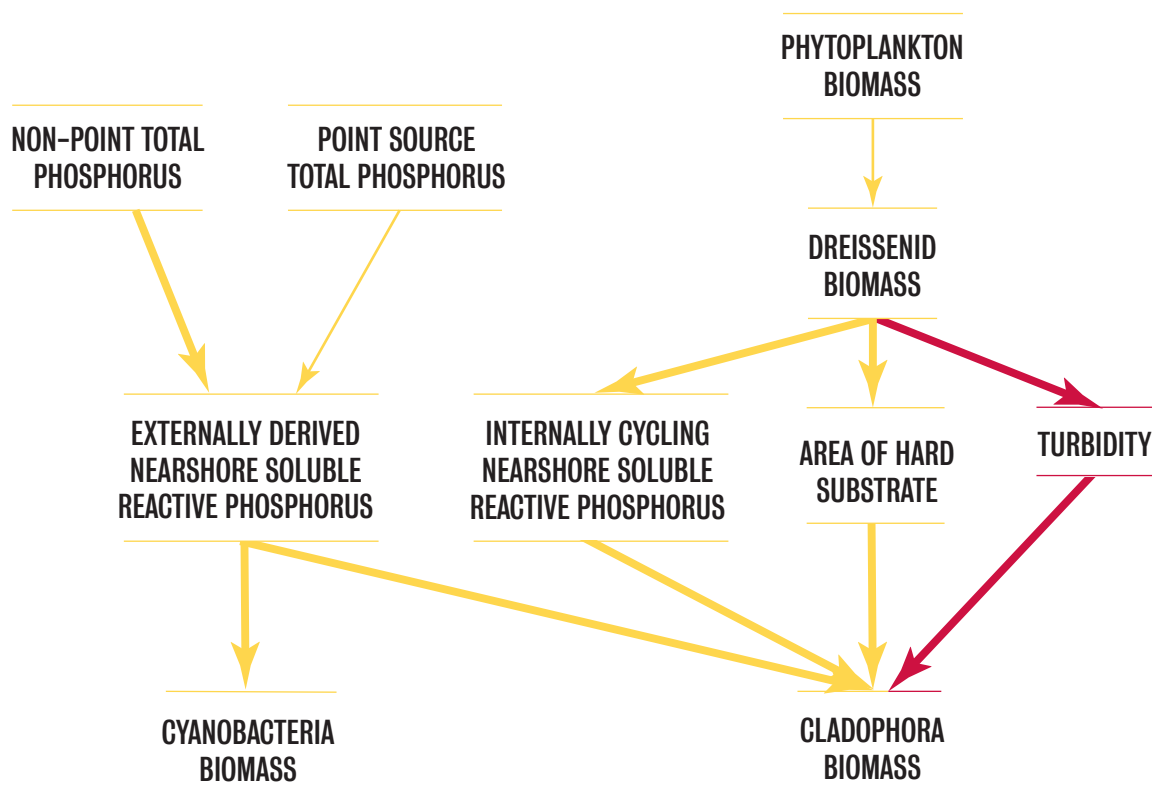 PHYTOPLANKTON
BIOMASS
NON-POINT TOTAL
PHOSPHORUS
POINT SOURCE
TOTAL PHOSPHORUS
DREISSENID
BIOMASS
EXTERNALLY DERIVED
NEARSHORE SOLUBLE
REACTIVE PHOSPHORUS
INTERNALLY CYCLING
NEARSHORE SOLUBLE
REACTIVE PHOSPHORUS
AREA OF HARD
SUBSTRATE
TURBIDITY
CYANOBACTERIA
BIOMASS
CLADOPHORA
BIOMASS